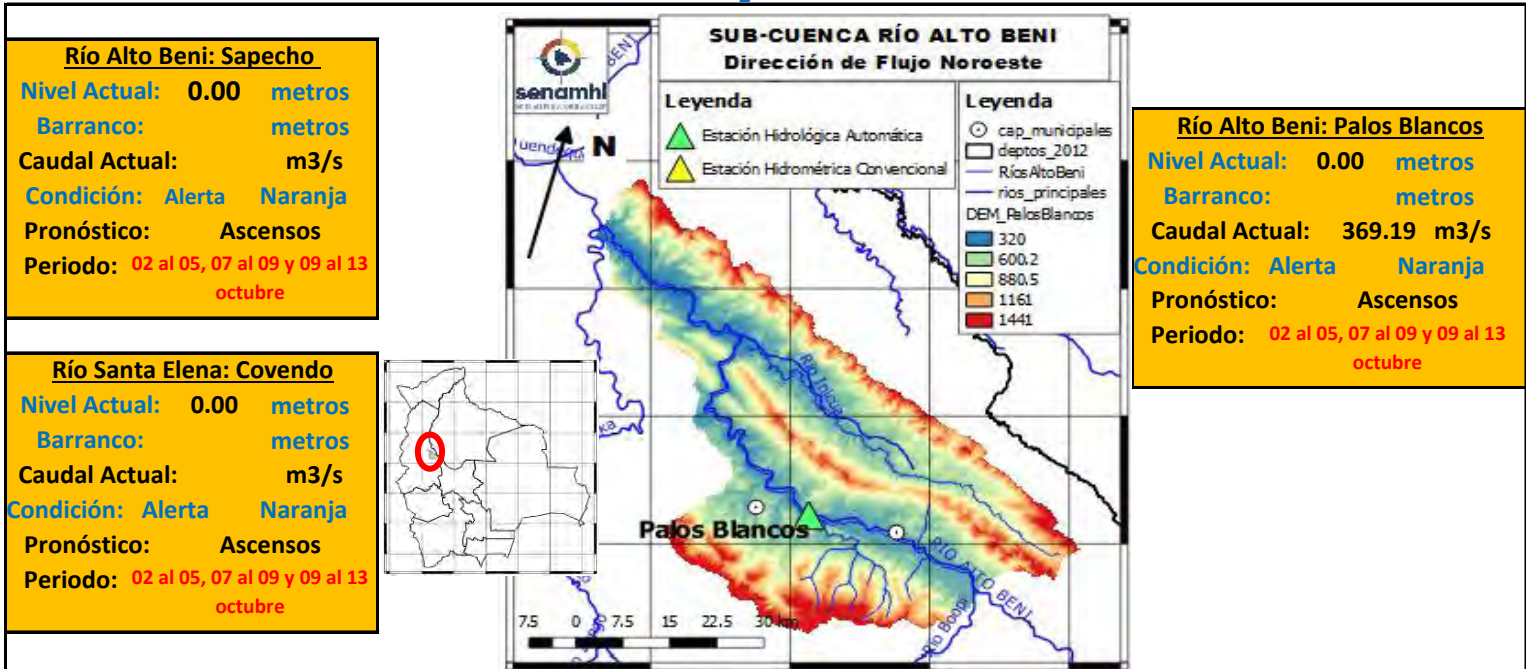 Río Alto Beni: Sapecho
Nivel Actual: 0.00 metros
Barranco: metros
Caudal Actual: m3/s
Condición: Alerta Naranja
Pronóstico: Ascensos
Periodo: 02 al 05, 07 al 09 y 09 al 13
octubre
Río Santa Elena: Covendo
Nivel Actual: 0.00 metros
Barranco: metros
Caudal Actual: m3/s
Condición: Alerta Naranja
Pronóstico: Ascensos
Periodo: 02 al 05, 07 al 09 y 09 al 13
octubre
senamhi
BENI
SUB-CUENCA RÍO ALTO BENI
Dirección de Flujo Noroeste
Leyenda
Estación Hidrológica Automática
Estación Hidrométrica Convencional
Leyenda
cap_municipales
deptos_2012
RíosAltoBeni
rios_principales
DEM_PalosBlancos
320
600.2
880.5
1161
1441
N
Palos Blancos
RIO ALTO BENI
7.5 0 7.5 15 22.5 30 km
Río Alto Beni: Palos Blancos
Nivel Actual: 0.00 metros
Barranco: metros
Caudal Actual: 369.19 m3/s
Condición: Alerta Naranja
Pronóstico: Ascensos
Periodo: 02 al 05, 07 al 09 y 09 al 13
octubre